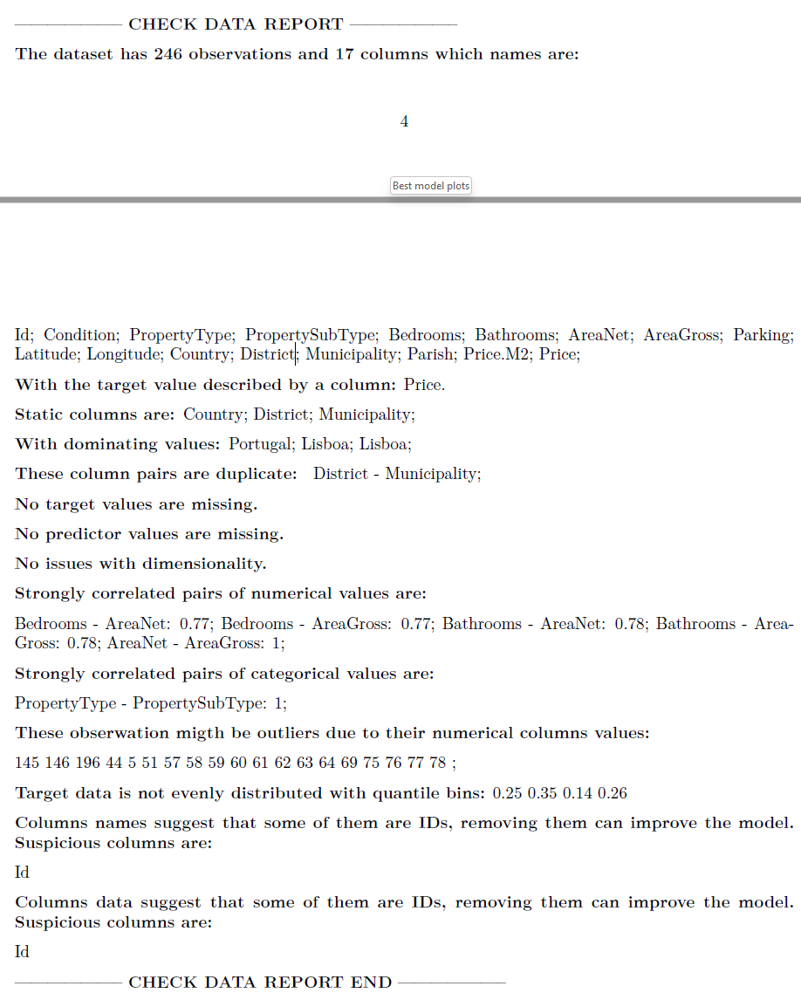 CHECK DATA REPORT
The dataset has 246 observations and 17 columns which names are:
4
Best model plots
Id; Condition; PropertyType; PropertySubType; Bedrooms; Bathrooms; AreaNet; AreaGross; Parking;
Latitude; Longitude; Country; District; Municipality; Parish; Price.M2; Price;
With the target value described by a column: Price.
Static columns are: Country; District; Municipality;
With dominating values: Portugal; Lisboa; Lisboa;
These column pairs are duplicate: District - Municipality;
No target values are missing.
No predictor values are missing.
No issues with dimensionality.
Strongly correlated pairs of numerical values are:
Bedrooms - AreaNet: 0.77; Bedrooms - AreaGross: 0.77; Bathrooms - AreaNet: 0.78; Bathrooms - Area-
Gross: 0.78; AreaNet - AreaGross: 1;
Strongly correlated pairs of categorical values are:
PropertyType - PropertySubType: 1;
These obserwation migth be outliers due to their numerical columns values:
145 146 196 44 5 51 57 58 59 60 61 62 63 64 69 75 76 77 78 ;
Target data is not evenly distributed with quantile bins: 0.25 0.35 0.14 0.26
Columns names suggest that some of them are IDs, removing them can improve the model.
Suspicious columns are:
Id
Columns data suggest that some of them are IDs, removing them can improve the model.
Suspicious columns are:
Id
CHECK DATA REPORT END